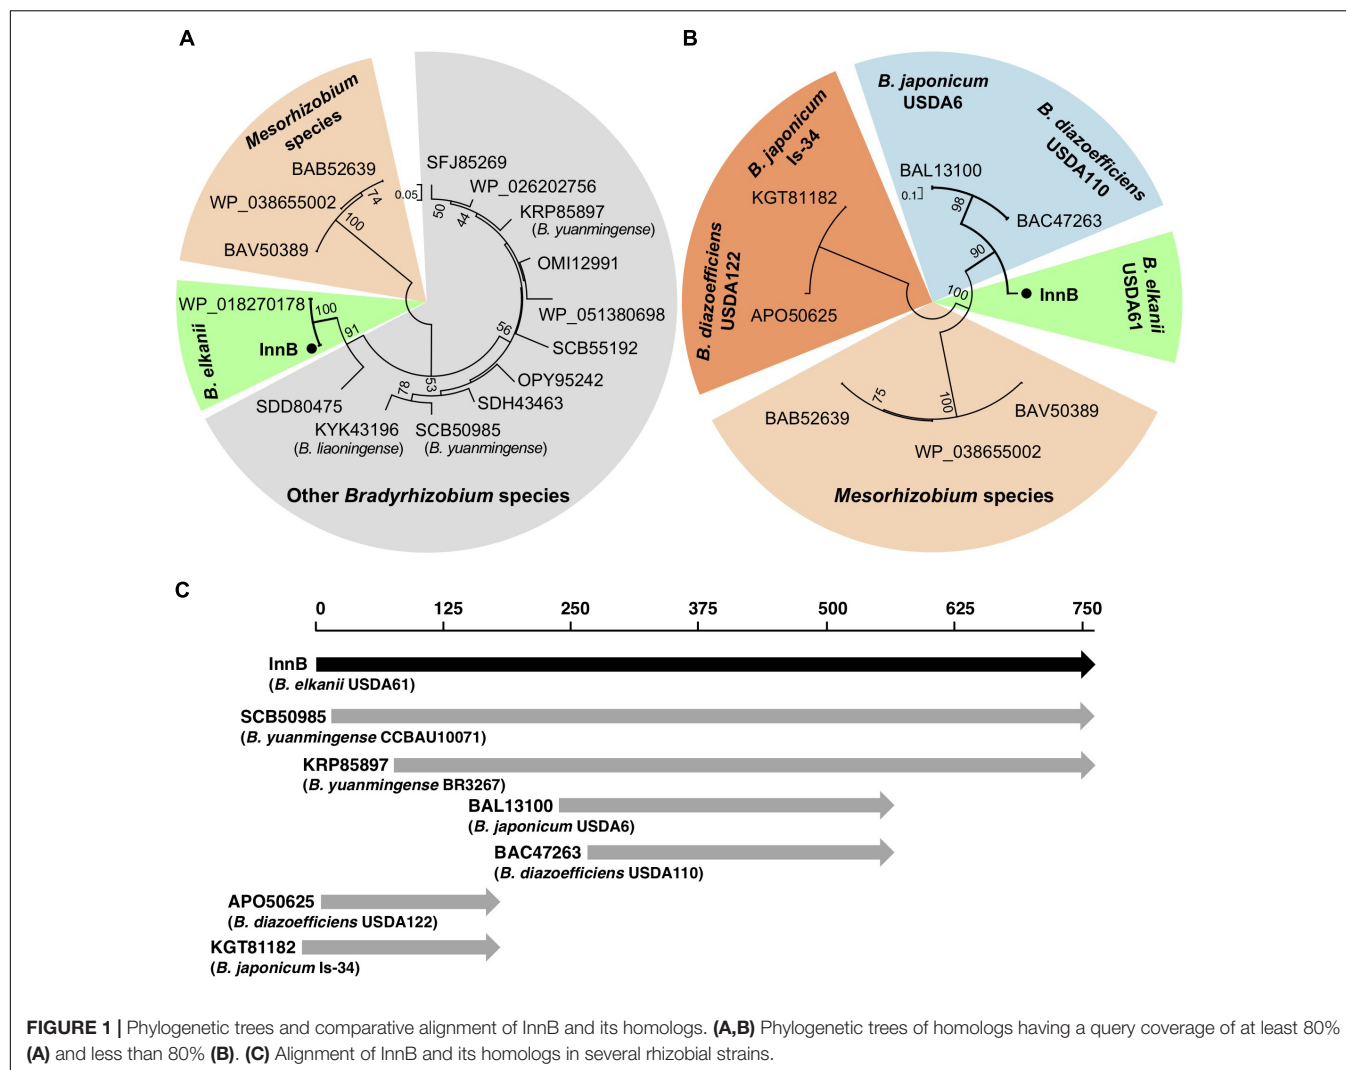 A
Mesorhizobium
species
BAB52639
WP_038655002
BAV50389
74
100
0.05
SFJ85269
WP_026202756
50
44
KRP85897
(B. yuanmingense)
OMI12991
WP_051380698
56
SCB55192
OPY95242
SDH43463
53
78
SCB50985
(B. yuanmingense)
KYK43196
(B. liaoningense)
SDD80475
91
100
WP_018270178
InnB
B. elkanii
Other Bradyrhizobium species
B
B. japonicum
USDA6
B. diazoefficiens
USDA110
BAL13100
0.1
98
BAC47263
90
100
InnB
B. elkanii
USDA61
B. japonicum
Is-34
KGT81182
B. diazoefficiens
USDA122
APO50625
75
100
BAB52639
BAV50389
WP_038655002
Mesorhizobium species
C
0 125 250 375 500 625 750
InnB
(B. elkanii USDA61)
SCB50985
(B. yuanmingense CCBAU10071)
KRP85897
(B. yuanmingense BR3267)
BAL13100
(B. japonicum USDA6)
BAC47263
(B. diazoefficiens USDA110)
APO50625
(B. diazoefficiens USDA122)
KGT81182
(B. japonicum Is-34)
FIGURE 1 | Phylogenetic trees and comparative alignment of InnB and its homologs. (A,B) Phylogenetic trees of homologs having a query coverage of at least 80%
(A) and less than 80% (B). (C) Alignment of InnB and its homologs in several rhizobial strains.